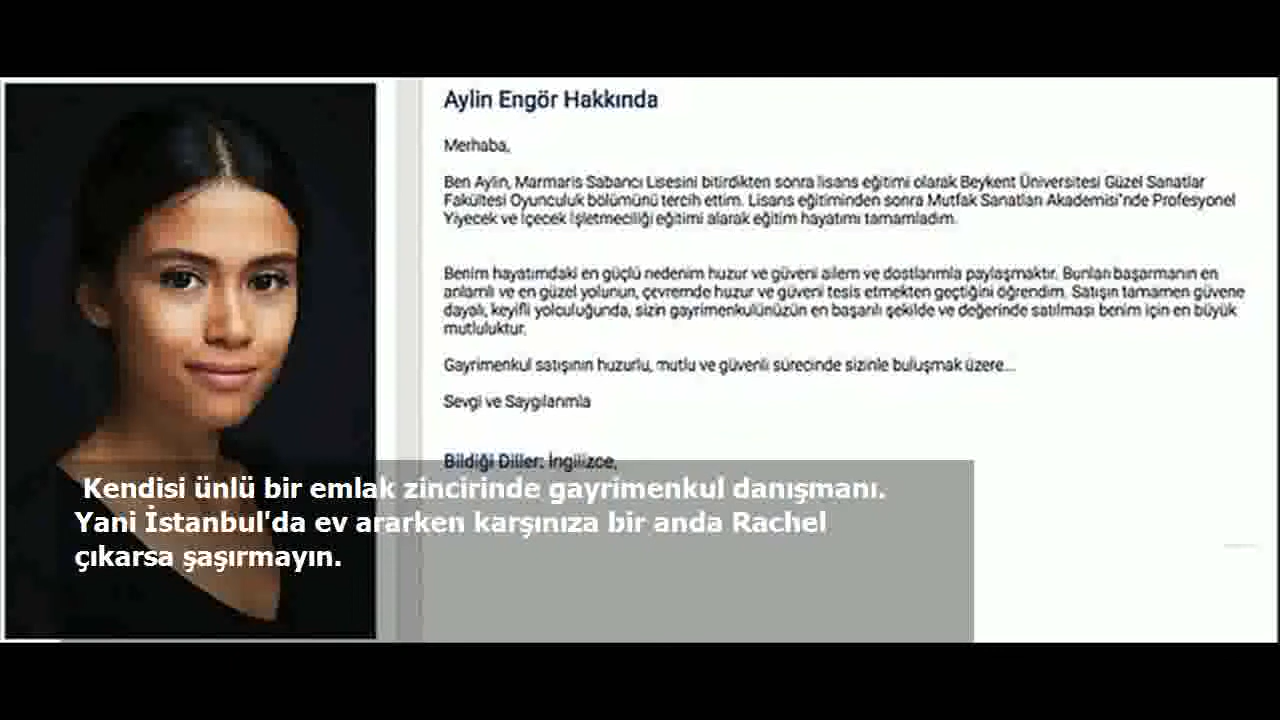 Aylin Engör Hakkında
Merhaba,
Ben Aylin, Marmaris Sabancı Lisesini bitirdikten sonra lisans eğitimi olarak Beykent Üniversitesi Güzel Sanatlar
Fakültesi Oyunculuk bölümünü tercih ettim. Lisans eğitiminden sonra Mutfak Sanatları Akademisi'nde Profesyonel
Yiyecek ve İçecek İşletmeciliği eğitimi alarak eğitim hayatımı tamamladım.
Benim hayatımdaki en güçlü nedenim huzur ve güveni ailem ve dostlarımla paylaşmaktır. Bunları başarmanın en
anlamlı ve en güzel yolunun, çevremde huzur ve güveni tesis etmekten geçtiğini öğrendim. Satışın tamamen güvene
dayalı, keyifli yolculuğunda, sizin gayrimenkulünüzün en başarılı şekilde ve değerinde satılması benim için en büyük
mutluluktur.
Gayrimenkul satışının huzurlu, mutlu ve güvenli sürecinde sizinle buluşmak üzere...
Sevgi ve Saygılarımla
Bildiği Diller: İngilizce,
Kendisi ünlü bir emlak zincirinde gayrimenkul danışmanı.
Yani İstanbul'da ev ararken karşınıza bir anda Rachel
çıkarsa şaşırmayın.